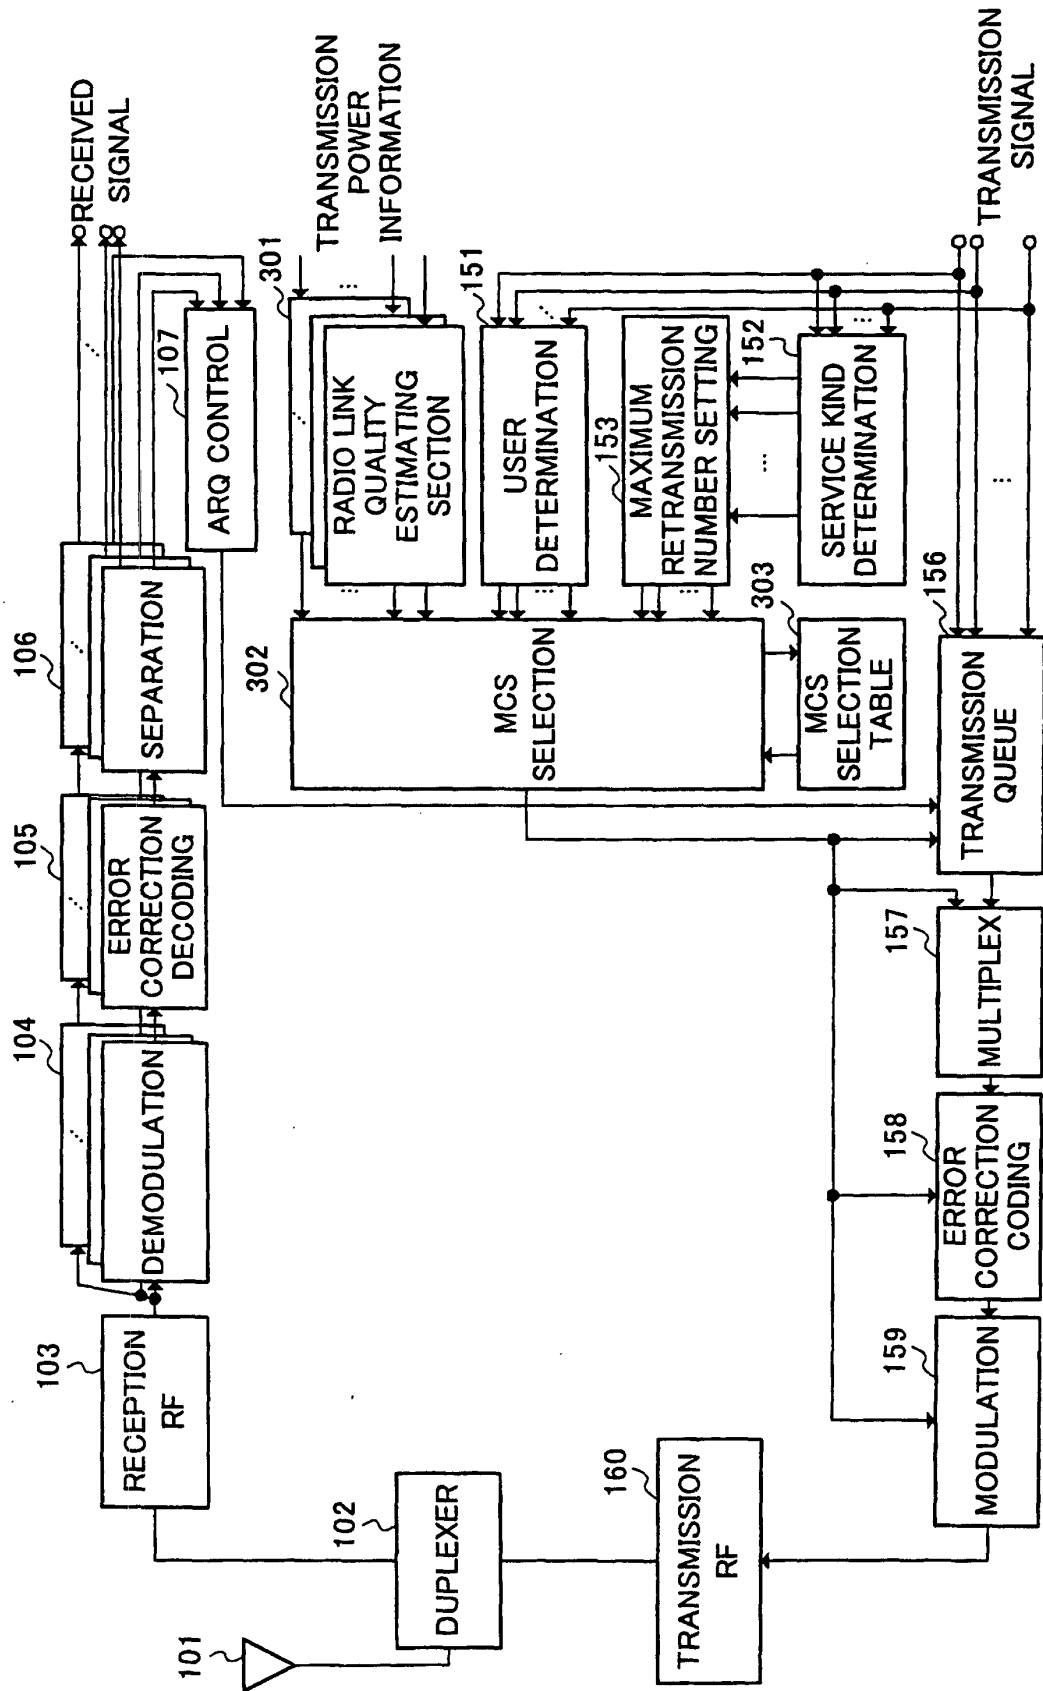 101
102
DUPLEXER
103
RECEPTION
RF
104
DEMODULATION
105
ERROR
CORRECTION
DECODING
106
SEPARATION
107
ARQ CONTROL
RECEIVED
SIGNAL
TRANSMISSION
POWER
INFORMATION
301
RADIO LINK
QUALITY
ESTIMATING
SECTION
302
MCS
SELECTION
151
USER
DETERMINATION
153
MAXIMUM
RETRANSMISSION
NUMBER SETTING
152
SERVICE KIND
DETERMINATION
303
MCS
SELECTION
TABLE
TRANSMISSION
SIGNAL
156
TRANSMISSION
QUEUE
157
MULTIPLEX
158
ERROR
CORRECTION
CODING
159
MODULATION
160
TRANSMISSION
RF